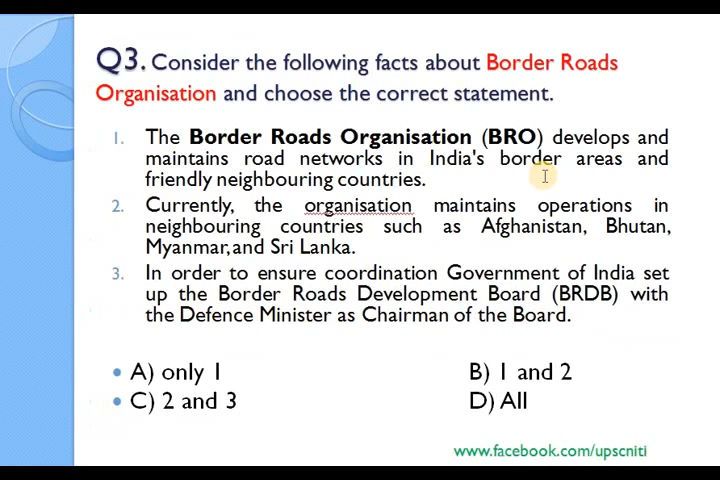 Q3. Consider the following facts about Border Roads
Organisation and choose the correct statement.
1. The Border Roads Organisation (BRO) develops and
maintains road networks in India's border areas and
friendly neighbouring countries.
2. Currently, the organisation maintains operations in
neighbouring countries such as Afghanistan, Bhutan,
Myanmar,and Sri Lanka.
3. In order to ensure coordination Government of India set
up the Border Roads Development Board (BRDB) with
the Defence Minister as Chairman of the Board.
• A) only 1 B) 1 and 2
• C) 2 and 3 D) All
www.facebook.com/upscniti